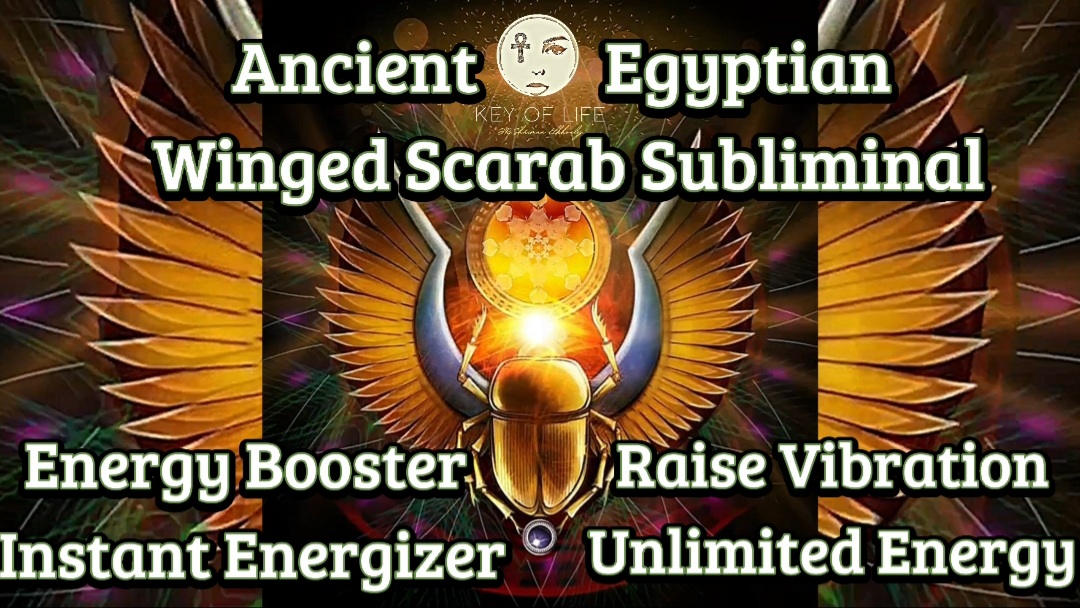 Ancient Egyptian
KEY OF LIFE
Winged Scarab Subliminal
Energy Booster Raise Vibration
Instant Energizer Unlimited Energy